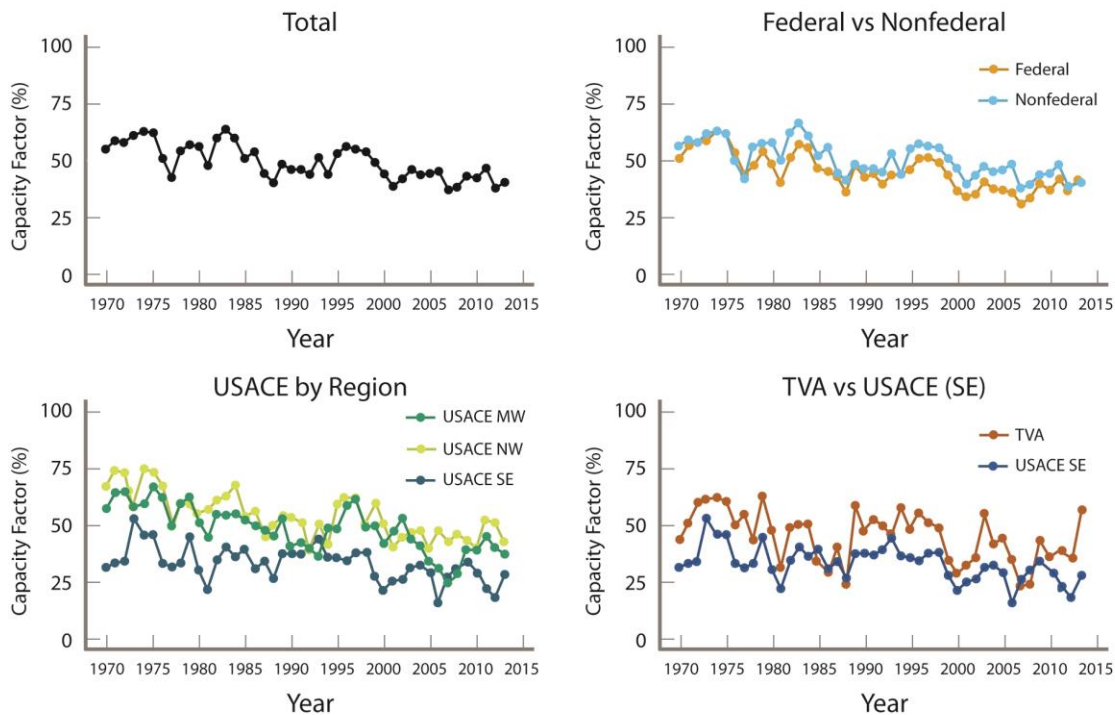 Total
100
75
50
25
0
Capacity Factor (%)
1970 1975 1980 1985 1990 1995 2000 2005 2010 2015
Year
Federal vs Nonfederal
Federal
Nonfederal
100
75
50
25
0
Capacity Factor (%)
1970 1975 1980 1985 1990 1995 2000 2005 2010 2015
Year
USACE by Region
USACE MW
USACE NW
USACE SE
100
75
50
25
0
Capacity Factor (%)
1970 1975 1980 1985 1990 1995 2000 2005 2010 2015
Year
TVA vs USACE (SE)
TVA
USACE SE
100
75
50
25
0
Capacity Factor (%)
1970 1975 1980 1985 1990 1995 2000 2005 2010 2015
Year